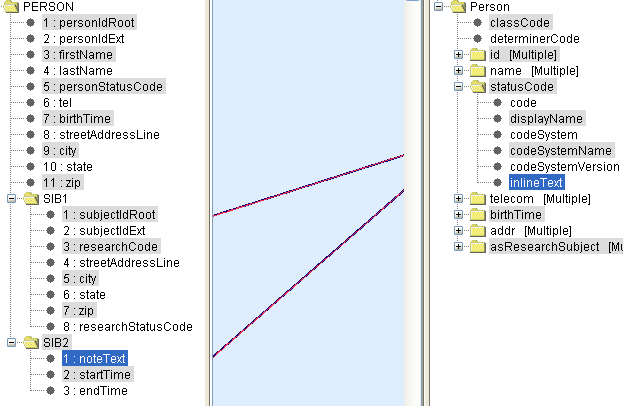 PERSON
1 : personIdRoot
2 : personIdExt
3 : firstName
4 : lastName
5 : personStatusCode
6 : tel
7 : birthTime
8 : streetAddressLine
9 : city
10 : state
11 : zip
SIB1
1 : subjectIdRoot
2 : subjectIdExt
3 : researchCode
4 : streetAddressLine
5 : city
6 : state
7 : zip
8 : researchStatusCode
SIB2
1 : noteText
2 : startTime
3 : endTime
Person
classCode
determinerCode
id [Multiple]
name [Multiple]
statusCode
code
displayName
codeSystem
codeSystemName
codeSystemVersion
inlineText
telecom [Multiple]
birthTime
addr [Multiple]
asResearchSubject